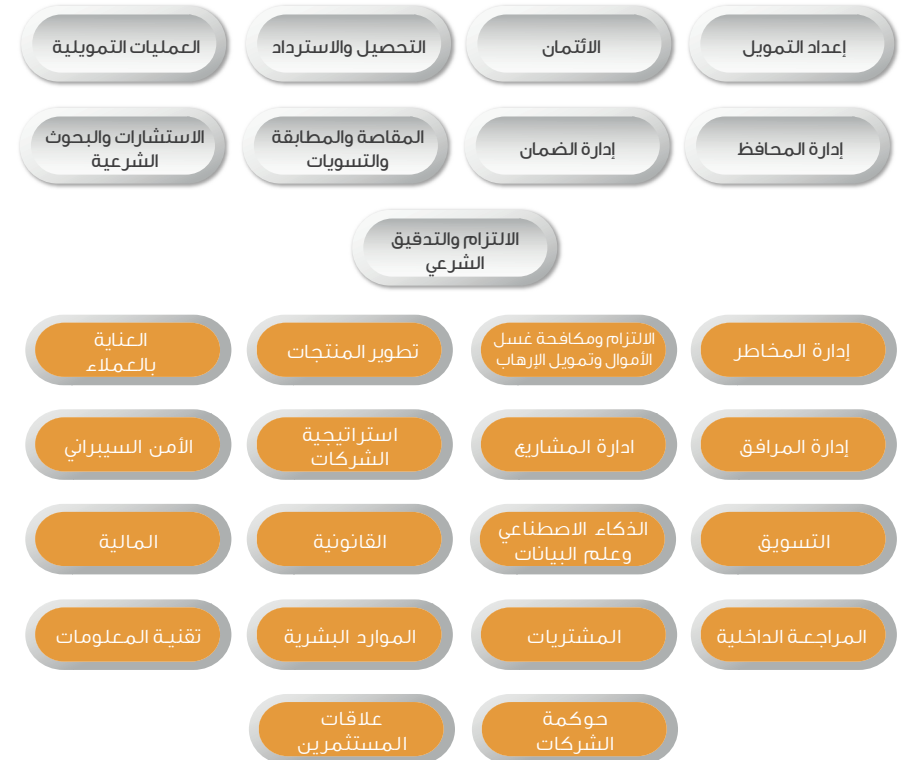 إعداد التمويل
الائتمان
التحصيل والاسترداد
العمليات التمويلية
إدارة المحافظ
إدارة الضمان
المقاصة والمطابقة
والتسويات
الاستشارات والبحوث
الشرعية
الالتزام والتدقيق
الشرعي
إدارة المخاطر
الالتزام ومكافحة غسل
الأموال وتمويل الإرهاب
تطوير المنتجات
العناية
بالعملاء
إدارة المرافق
ادارة المشاريع
استراتيجية
الشركات
الأمن السيبراني
التسويق
الذكاء الاصطناعي
وعلم البيانات
القانونية
المالية
المراجعة الداخلية
المشتريات
الموارد البشرية
تقنية المعلومات
حوكمة
الشركات
علاقات
المستثمرين